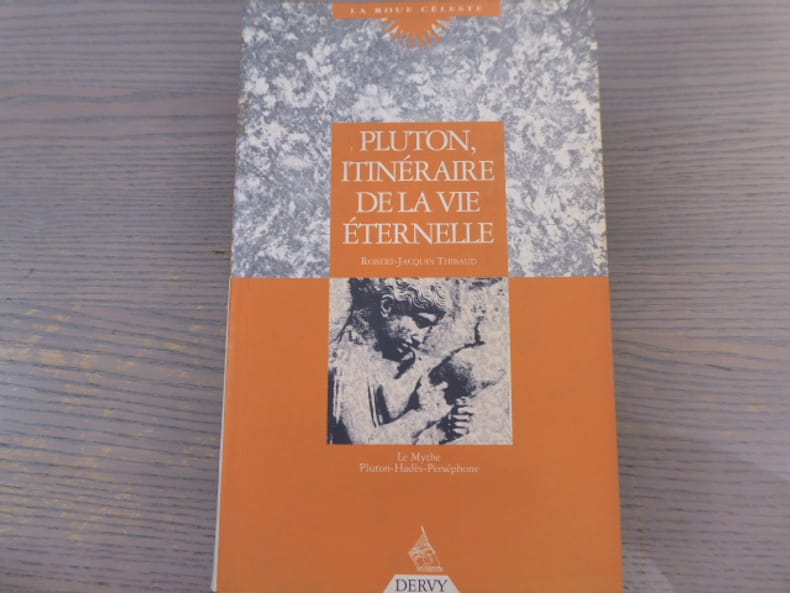 LA ROUE CÉLESTE
PLUTON,
ITINÉRAIRE
DE LA VIE
ÉTERNELLE
ROBERT-JACQUES THIBAUD
Le Mythe
Pluton-Hadès-Perséphone
DERVY